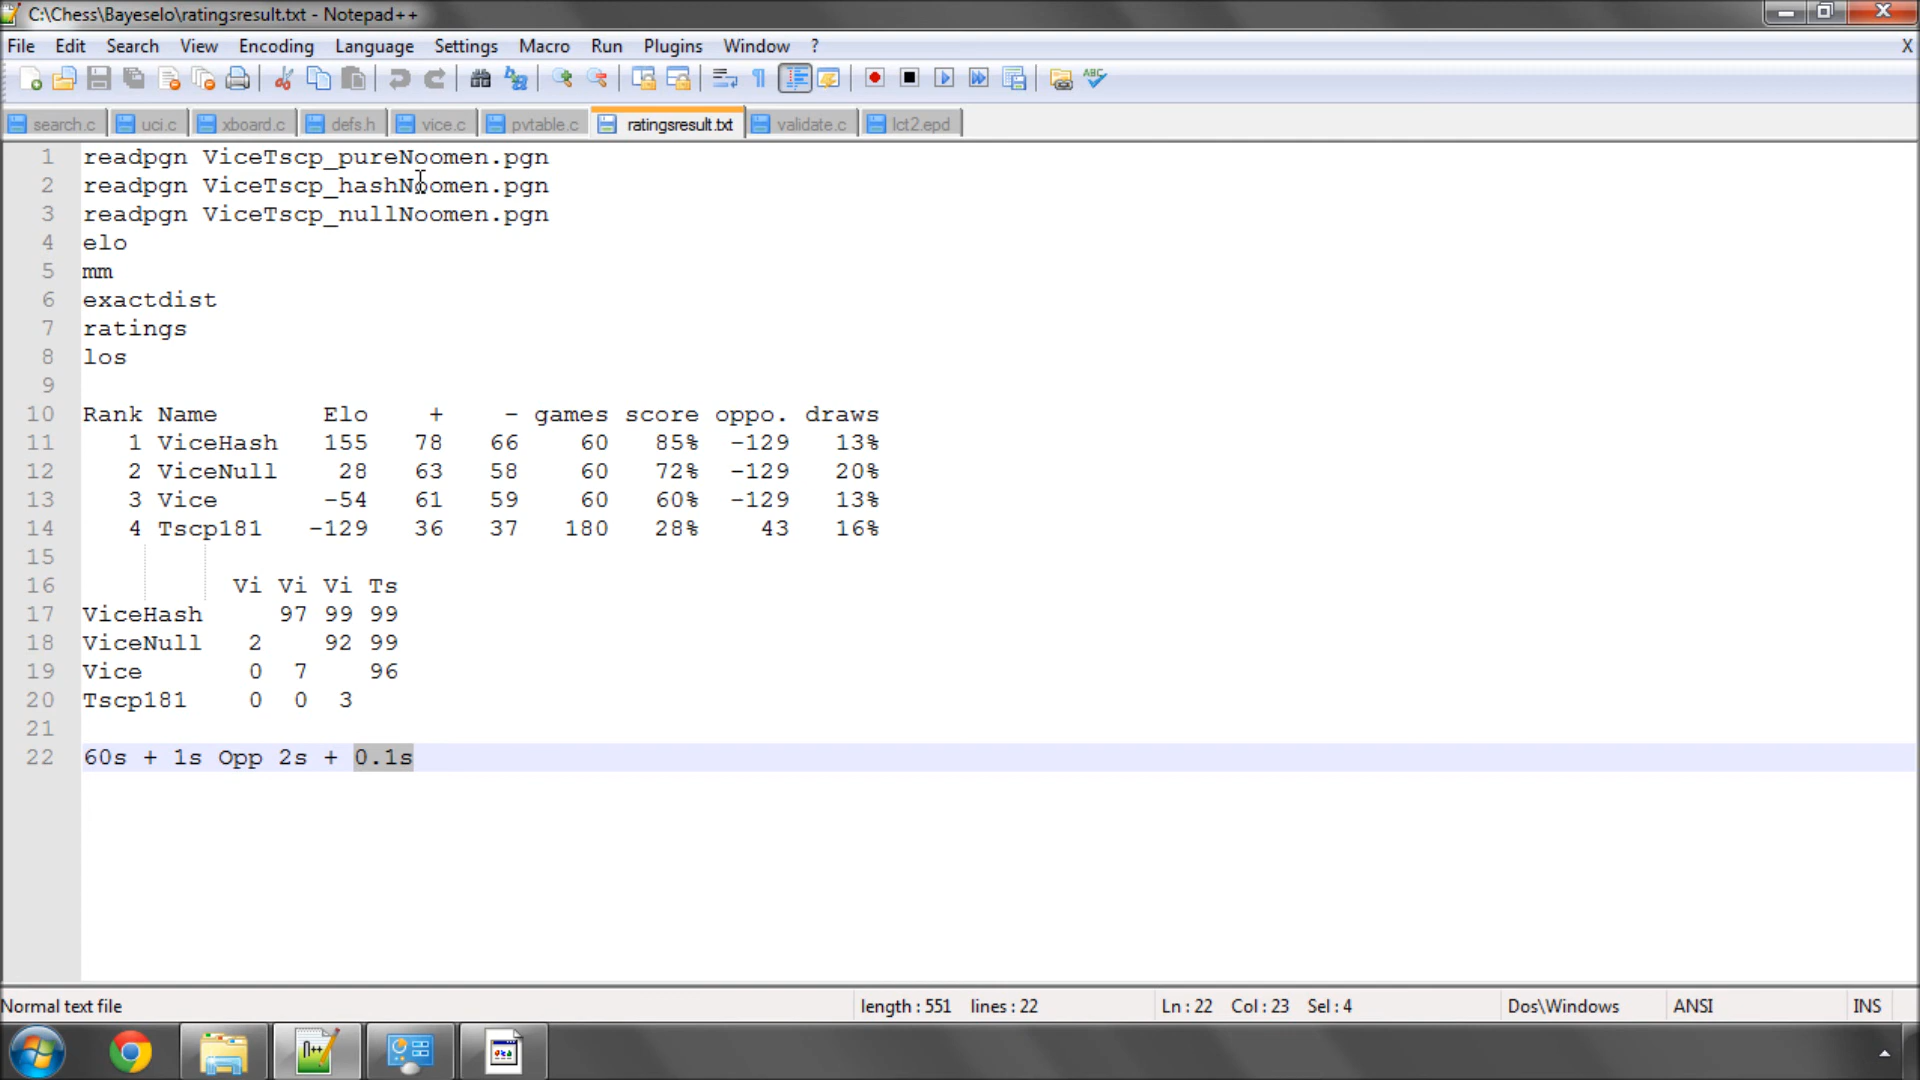 C:\Chess\Bayeselo\ratingsresult.txt - Notepad++
File Edit Search View Encoding Language Settings Macro Run Plugins Window ? X
search.c uci.c xboard.c defs.h vice.c pvtable.c ratingsresult.txt validate.c lct2.epd
1 readpgn ViceTscp_pureNoomen.pgn
2 readpgn ViceTscp_hashNoomen.pgn
3 readpgn ViceTscp_nullNoomen.pgn
4 elo
5 mm
6 exactdist
7 ratings
8 los
9
10 Rank Name Elo + - games score oppo. draws
11 1 ViceHash 155 78 66 60 85% -129 13%
12 2 ViceNull 28 63 58 60 72% -129 20%
13 3 Vice -54 61 59 60 60% -129 13%
14 4 Tscp181 -129 36 37 180 28% 43 16%
15
16 Vi Vi Vi Ts
17 ViceHash 97 99 99
18 ViceNull 2 92 99
19 Vice 0 7 96
20 Tscp181 0 0 3
21
22 60s + 1s Opp 2s + 0.1s
Normal text file length : 551 lines : 22 Ln : 22 Col : 23 Sel : 4 Dos\Windows ANSI INS